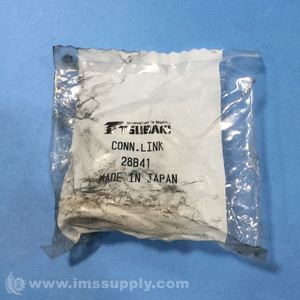 TSUBAKI
CONN.LINK
28B41
MADE IN JAPAN
© www.imssupply.com